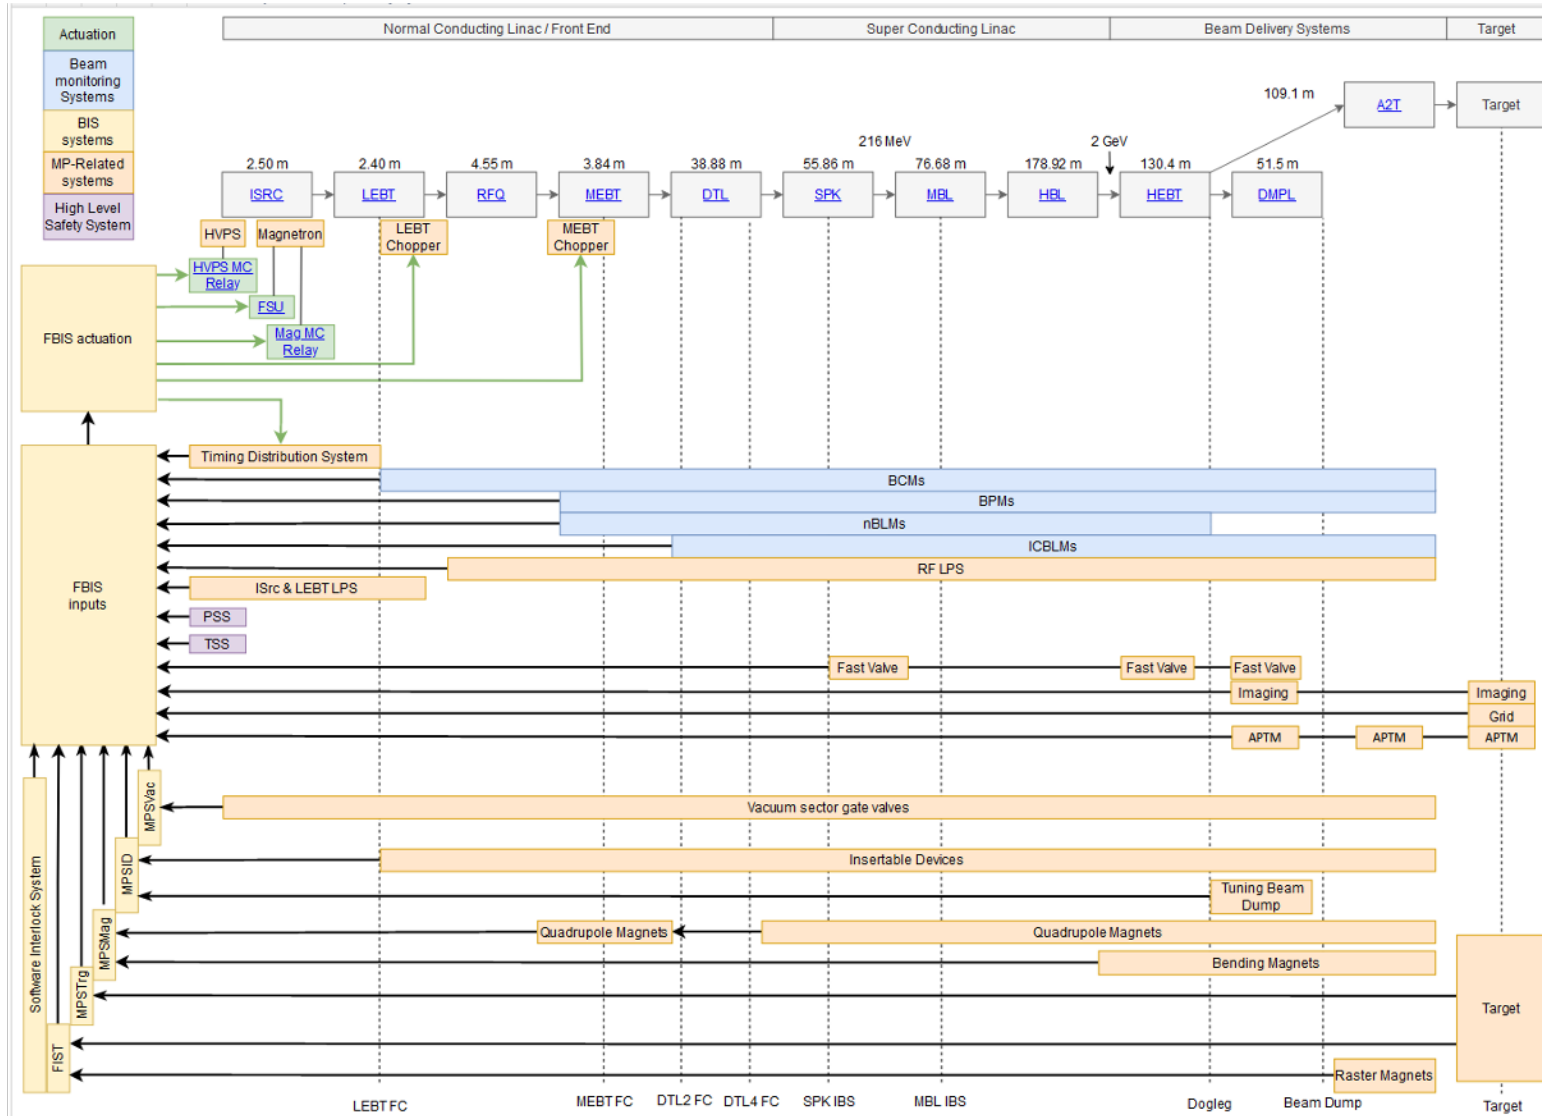 Actuation
Beam
monitoring
Systems
BIS
systems
MP-Related
systems
High Level
Safety System
Normal Conducting Linac / Front End
Super Conducting Linac
Beam Delivery Systems
Target
109.1 m
A2T
Target
216 MeV
2 GeV
2.50 m
2.40 m
4.55 m
3.84 m
38.88 m
55.86 m
76.68 m
178.92 m
130.4 m
51.5 m
ISRC
LEBT
RFQ
MEBT
DTL
SPK
MBL
HBL
HEBT
DMPL
HVPS
Magnetron
LEBT
Chopper
MEBT
Chopper
HVPS MC
Relay
FSU
Mag MC
Relay
FBIS actuation
Timing Distribution System
BCMs
BPMs
nBLMs
ICBLMs
RF LPS
ISrc & LEBT LPS
FBIS
inputs
PSS
TSS
Fast Valve
Fast Valve
Fast Valve
Imaging
Imaging
Grid
APTM
APTM
APTM
MPSVac
Vacuum sector gate valves
MPSID
Insertable Devices
Tuning Beam
Dump
MPSMag
Quadrupole Magnets
Quadrupole Magnets
Bending Magnets
Software Interlock System
MPSTrg
Target
FIST
Raster Magnets
LEBT FC
MEBT FC
DTL2 FC
DTL4 FC
SPK IBS
MBL IBS
Dogleg
Beam Dump
Target